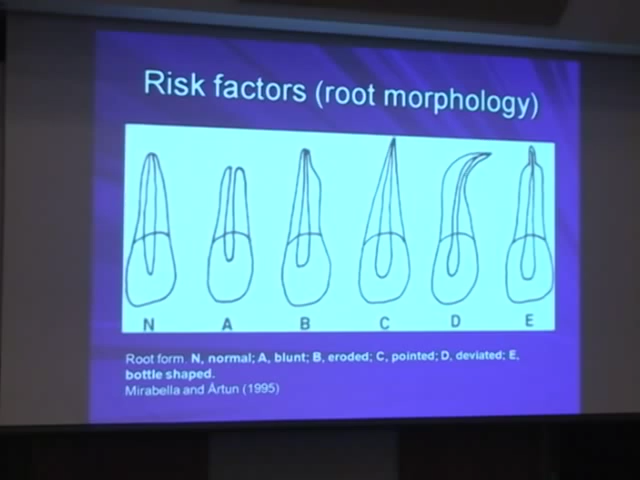 Risk factors (root morphology)
N A B C D E
Root form. N, normal; A, blunt; B, eroded; C, pointed; D, deviated; E,
bottle shaped.
Mirabella and Årtun (1995)